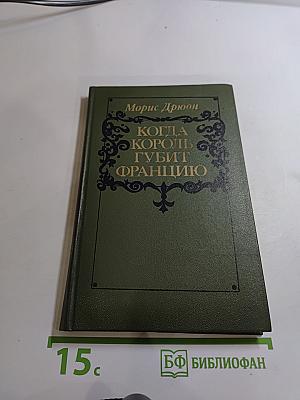 Морис Дрюон
КОГДА
КОРОЛЬ
ГУБИТ
ФРАНЦИЮ
15с
БФ БИБЛИОФАН